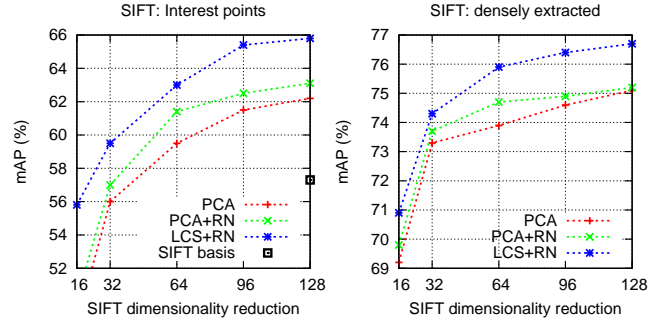 SIFT: Interest points
66
64
62
60
58
56
54
52
mAP (%)
PCA
PCA+RN
LCS+RN
SIFT basis
16 32 64 96 128
SIFT dimensionality reduction
SIFT: densely extracted
77
76
75
74
73
72
71
70
69
mAP (%)
PCA
PCA+RN
LCS+RN
16 32 64 96 128
SIFT dimensionality reduction